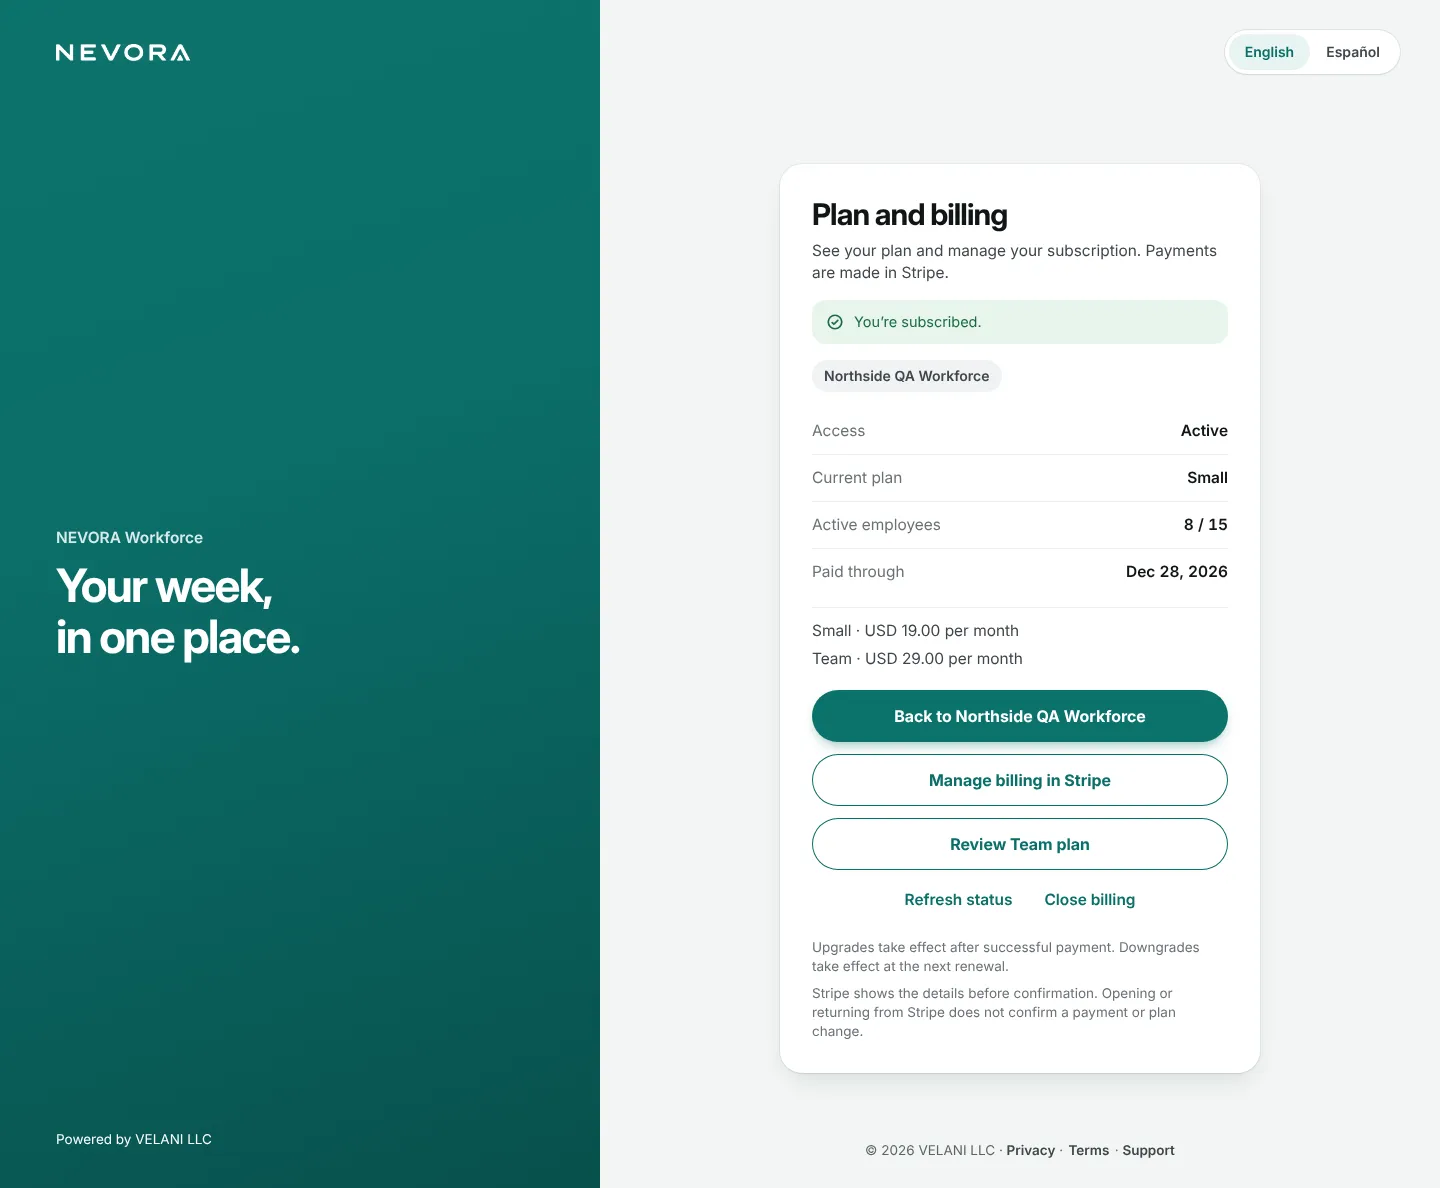 NEVORA
English
Español
Plan and billing
See your plan and manage your subscription. Payments
are made in Stripe.
You’re subscribed.
Northside QA Workforce
Access Active
Current plan Small
Active employees 8 / 15
Paid through Dec 28, 2026
Small · USD 19.00 per month
Team · USD 29.00 per month
Back to Northside QA Workforce
Manage billing in Stripe
Review Team plan
Refresh status Close billing
Upgrades take effect after successful payment. Downgrades
take effect at the next renewal.
Stripe shows the details before confirmation. Opening or
returning from Stripe does not confirm a payment or plan
change.
NEVORA Workforce
Your week,
in one place.
Powered by VELANI LLC
© 2026 VELANI LLC · Privacy · Terms · Support